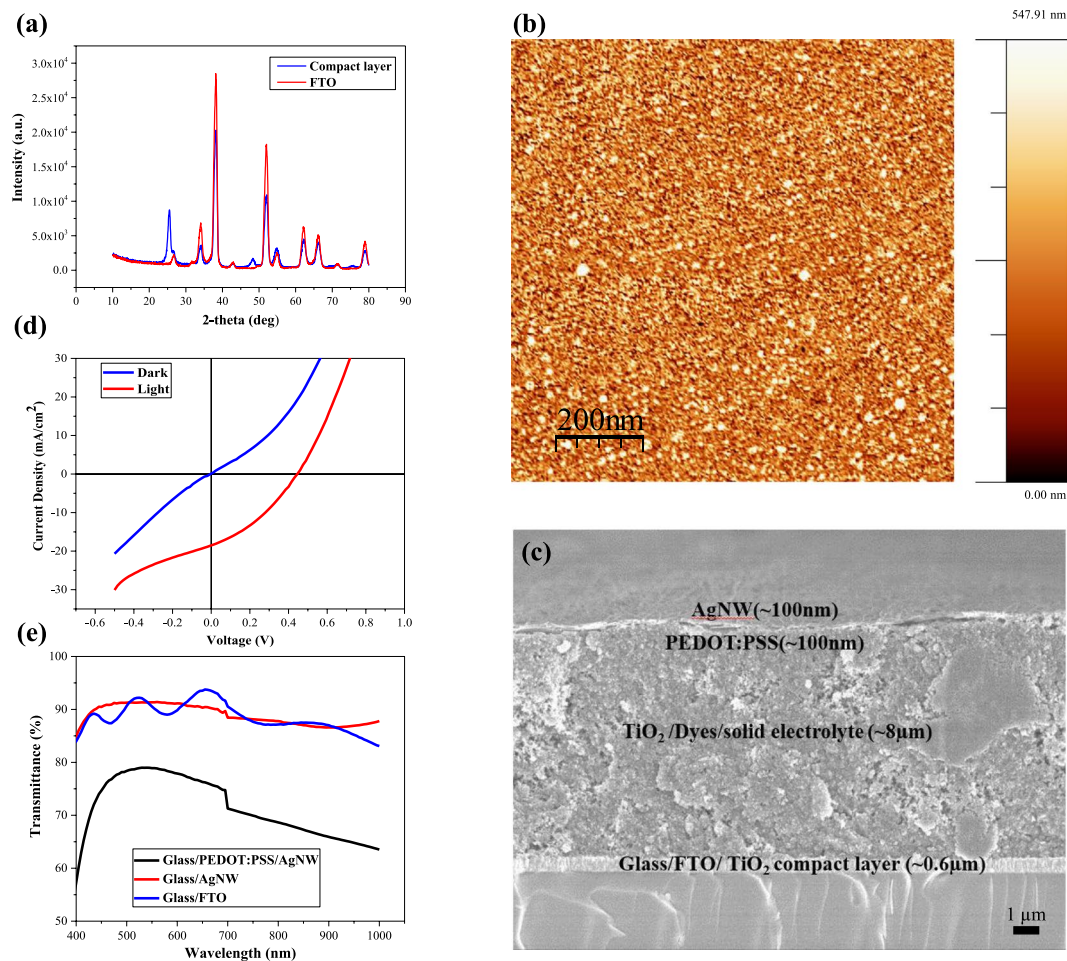 (a)
3.0x10⁴
2.5x10⁴
2.0x10⁴
1.5x10⁴
1.0x10⁴
5.0x10³
0.0
Intensity (a.u.)
Compact layer
FTO
0 10 20 30 40 50 60 70 80 90
2-theta (deg)
(b)
200nm
547.91 nm
0.00 nm
(d)
30
20
10
0
-10
-20
-30
Current Density (mA/cm²)
Dark
Light
-0.6 -0.4 -0.2 0.0 0.2 0.4 0.6 0.8 1.0
Voltage (V)
(c)
AgNW(~100nm)
PEDOT:PSS(~100nm)
TiO₂ /Dyes/solid electrolyte (~8μm)
Glass/FTO/ TiO₂ compact layer (~0.6μm)
1 μm
(e)
100
90
80
70
60
50
Transmittance (%)
Glass/PEDOT:PSS/AgNW
Glass/AgNW
Glass/FTO
400 500 600 700 800 900 1000
Wavelength (nm)